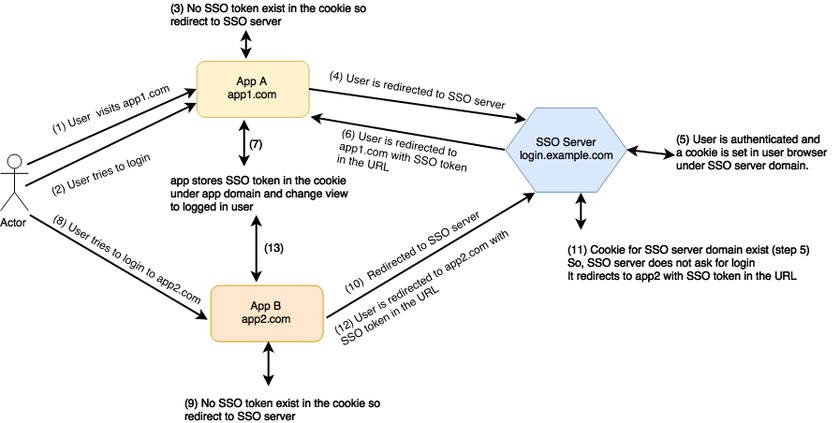 (3) No SSO token exist in the cookie so
redirect to SSO server
App A
app1.com
(4) User is redirected to SSO server
(1) User visits app1.com
(2) User tries to login
(6) User is redirected to
app1.com with SSO token
in the URL
SSO Server
login.example.com
(5) User is authenticated and
a cookie is set in user browser
under SSO server domain.
(7)
app stores SSO token in the cookie
under app domain and change view
to logged in user
Actor
(8) User tries to login to app2.com
(13)
(10) Redirected to SSO server
(11) Cookie for SSO server domain exist (step 5)
So, SSO server does not ask for login
It redirects to app2 with SSO token in the URL
App B
app2.com
(12) User is redirected to app2.com with
SSO token in the URL
(9) No SSO token exist in the cookie so
redirect to SSO server